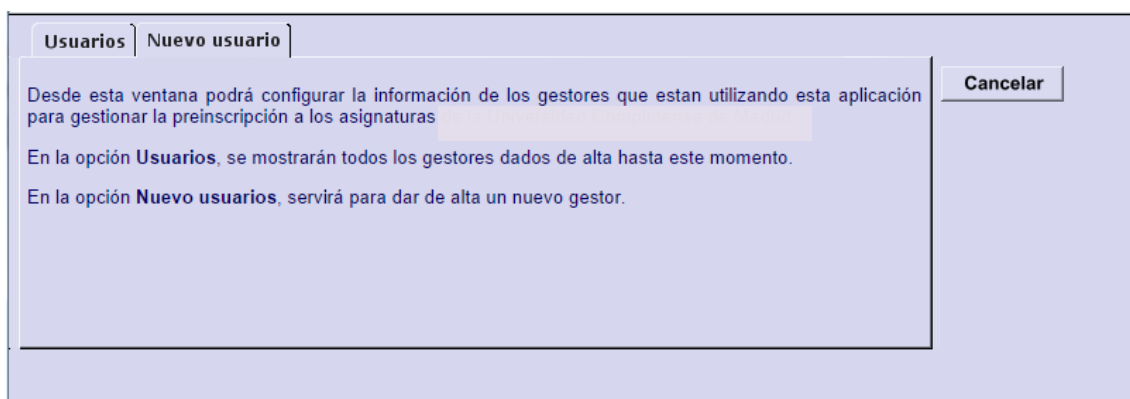 Usuarios Nuevo usuario
Cancelar
Desde esta ventana podrá configurar la información de los gestores que estan utilizando esta aplicación
para gestionar la preinscripción a los asignaturas
En la opción Usuarios, se mostrarán todos los gestores dados de alta hasta este momento.
En la opción Nuevo usuarios, servirá para dar de alta un nuevo gestor.